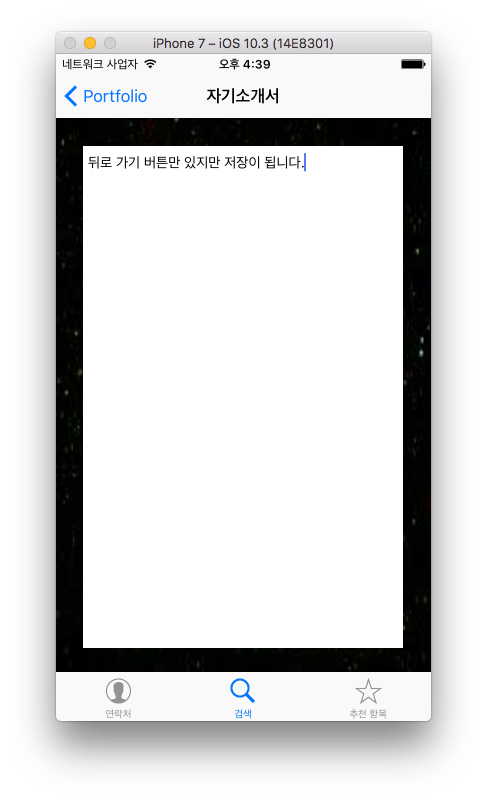 iPhone 7 – iOS 10.3 (14E8301)
네트워크 사업자 오후 4:39
Portfolio 자기소개서
뒤로 가기 버튼만 있지만 저장이 됩니다.
연락처 검색 추천 항목